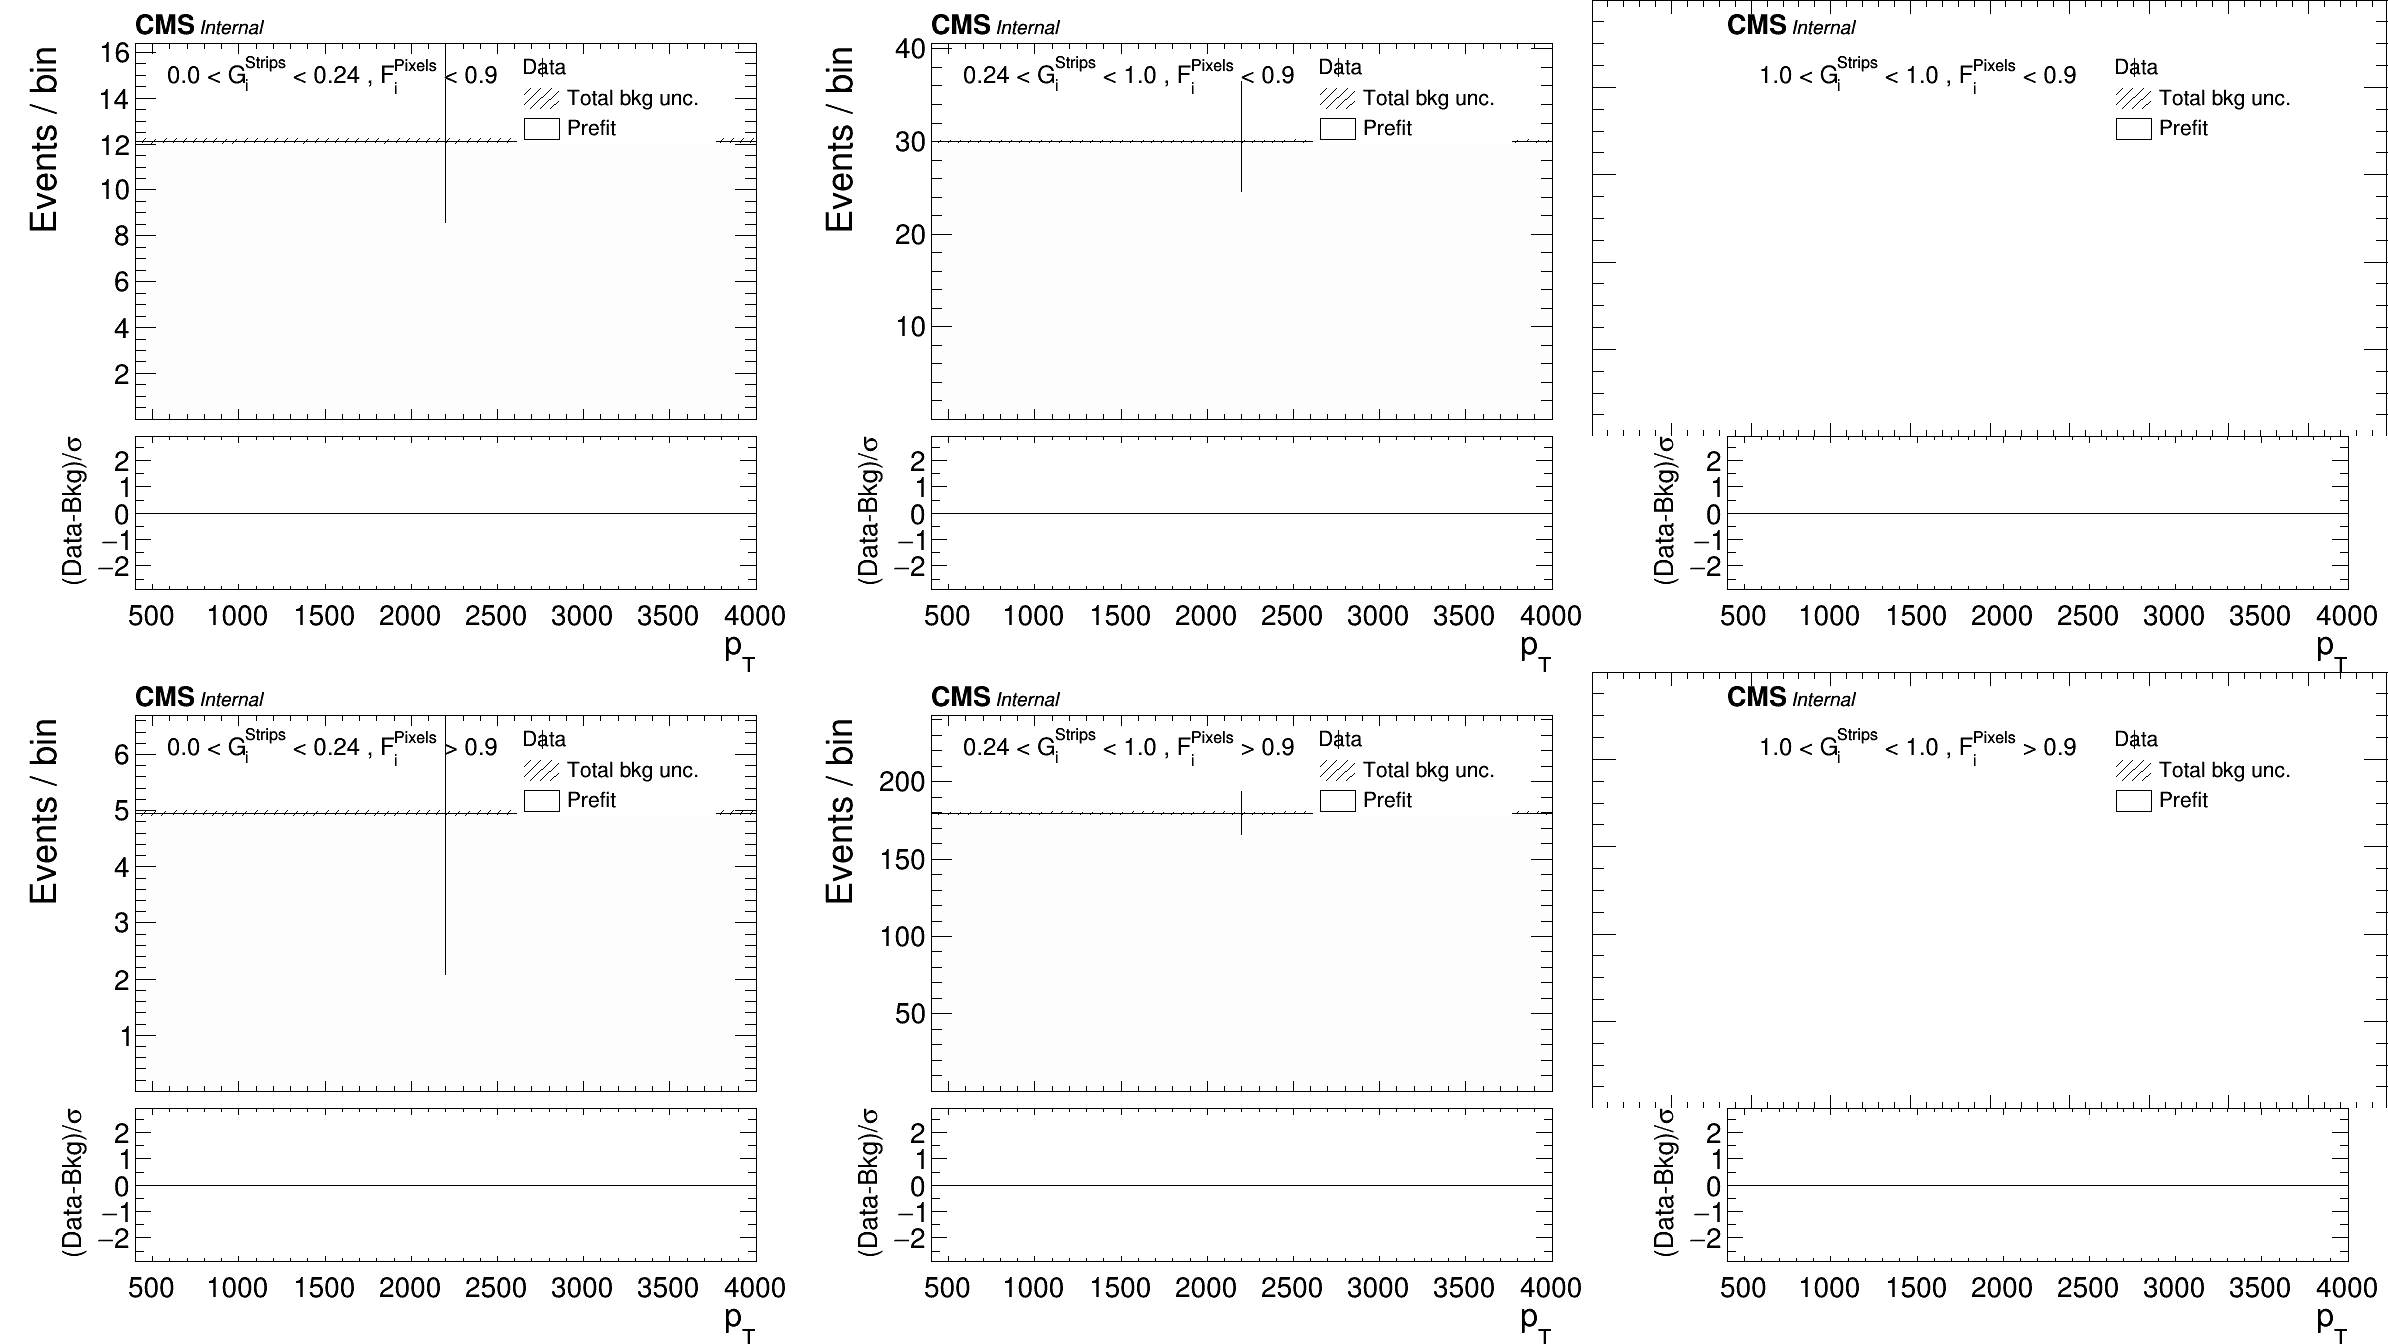 CMS Internal
Events / bin
0.0 < G_i^Strips < 0.24 , F_i^Pixels < 0.9
Data
Total bkg unc.
Prefit
16
14
12
10
8
6
4
2
(Data-Bkg)/σ
2
1
0
−1
−2
500 1000 1500 2000 2500 3000 3500 4000
p_T
CMS Internal
Events / bin
0.24 < G_i^Strips < 1.0 , F_i^Pixels < 0.9
Data
Total bkg unc.
Prefit
40
30
20
10
(Data-Bkg)/σ
2
1
0
−1
−2
500 1000 1500 2000 2500 3000 3500 4000
p_T
CMS Internal
1.0 < G_i^Strips < 1.0 , F_i^Pixels < 0.9
Data
Total bkg unc.
Prefit
(Data-Bkg)/σ
2
1
0
−1
−2
500 1000 1500 2000 2500 3000 3500 4000
p_T
CMS Internal
Events / bin
0.0 < G_i^Strips < 0.24 , F_i^Pixels > 0.9
Data
Total bkg unc.
Prefit
6
5
4
3
2
1
(Data-Bkg)/σ
2
1
0
−1
−2
500 1000 1500 2000 2500 3000 3500 4000
p_T
CMS Internal
Events / bin
0.24 < G_i^Strips < 1.0 , F_i^Pixels > 0.9
Data
Total bkg unc.
Prefit
200
150
100
50
(Data-Bkg)/σ
2
1
0
−1
−2
500 1000 1500 2000 2500 3000 3500 4000
p_T
CMS Internal
1.0 < G_i^Strips < 1.0 , F_i^Pixels > 0.9
Data
Total bkg unc.
Prefit
(Data-Bkg)/σ
2
1
0
−1
−2
500 1000 1500 2000 2500 3000 3500 4000
p_T